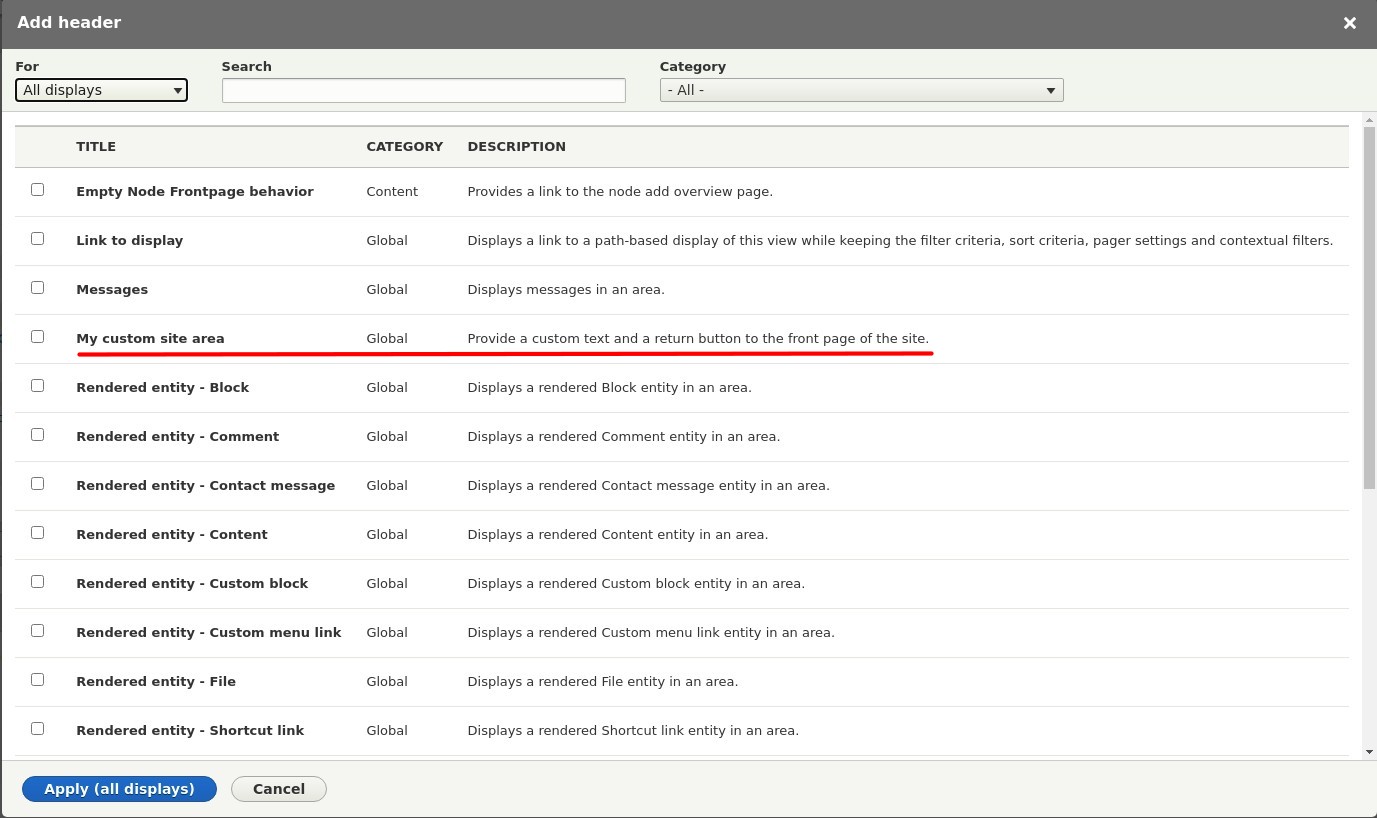 Add header
For Search Category
All displays - All -
TITLE CATEGORY DESCRIPTION
Empty Node Frontpage behavior Content Provides a link to the node add overview page.
Link to display Global Displays a link to a path-based display of this view while keeping the filter criteria, sort criteria, pager settings and contextual filters.
Messages Global Displays messages in an area.
My custom site area Global Provide a custom text and a return button to the front page of the site.
Rendered entity - Block Global Displays a rendered Block entity in an area.
Rendered entity - Comment Global Displays a rendered Comment entity in an area.
Rendered entity - Contact message Global Displays a rendered Contact message entity in an area.
Rendered entity - Content Global Displays a rendered Content entity in an area.
Rendered entity - Custom block Global Displays a rendered Custom block entity in an area.
Rendered entity - Custom menu link Global Displays a rendered Custom menu link entity in an area.
Rendered entity - File Global Displays a rendered File entity in an area.
Rendered entity - Shortcut link Global Displays a rendered Shortcut link entity in an area.
Apply (all displays) Cancel